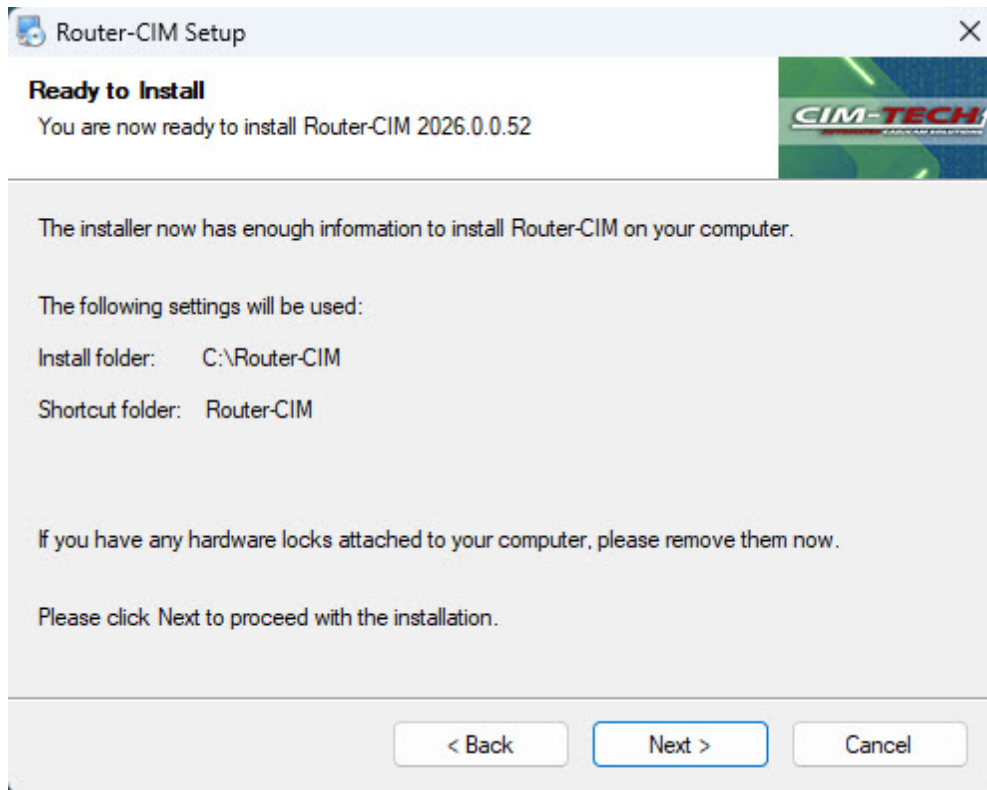 Router-CIM Setup
Ready to Install
You are now ready to install Router-CIM 2026.0.0.52
CIM-TECH
The installer now has enough information to install Router-CIM on your computer.
The following settings will be used:
Install folder: C:\Router-CIM
Shortcut folder: Router-CIM
If you have any hardware locks attached to your computer, please remove them now.
Please click Next to proceed with the installation.
< Back Next > Cancel